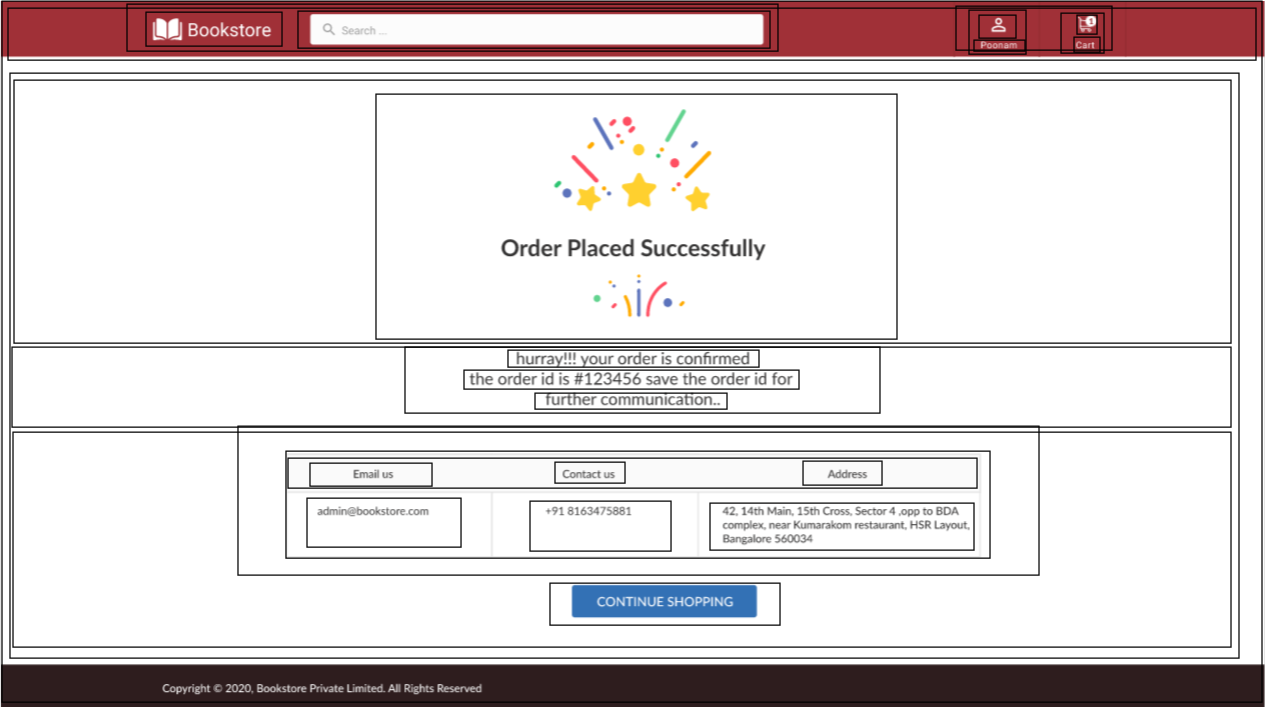 Bookstore
Search ...
1
Poonam
Cart
Order Placed Successfully
hurray!!! your order is confirmed
the order id is #123456 save the order id for
further communication..
Email us
Contact us
Address
admin@bookstore.com
+91 8163475881
42, 14th Main, 15th Cross, Sector 4 ,opp to BDA
complex, near Kumarakom restaurant, HSR Layout,
Bangalore 560034
CONTINUE SHOPPING
Copyright © 2020, Bookstore Private Limited. All Rights Reserved